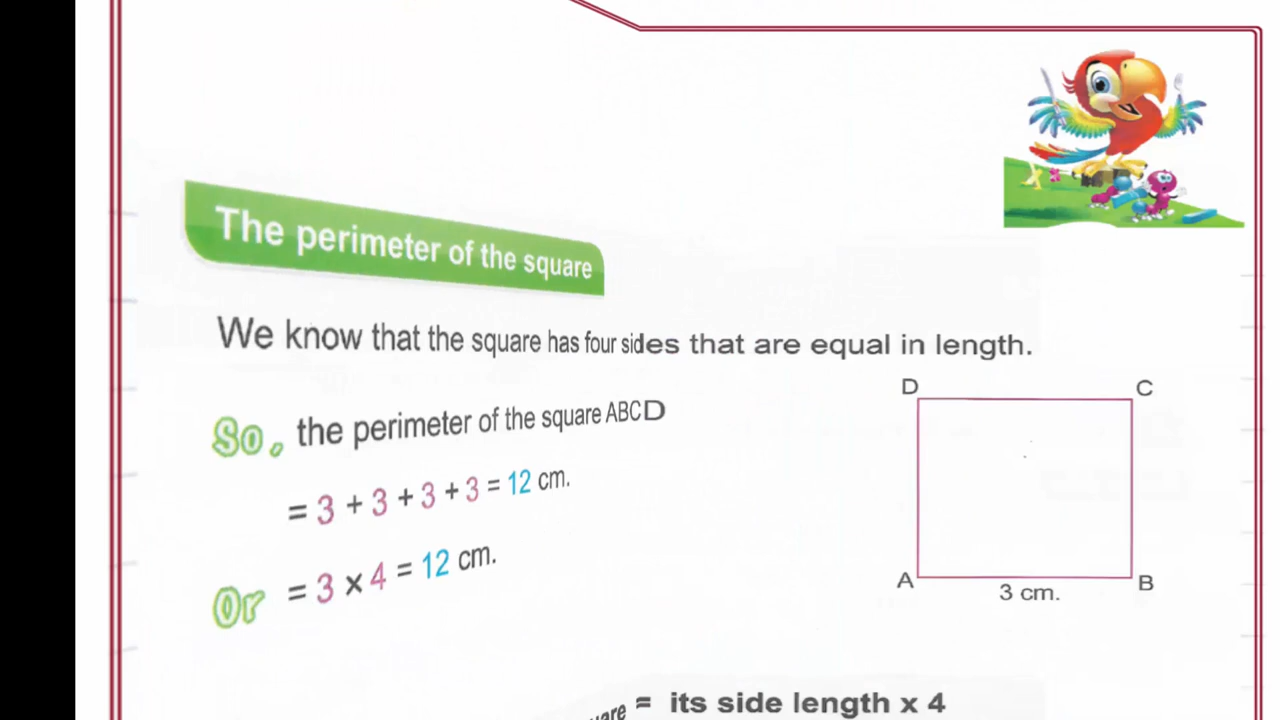 The perimeter of the square
We know that the square has four sides that are equal in length.
So, the perimeter of the square ABCD
= 3 + 3 + 3 + 3 = 12 cm.
Or = 3 × 4 = 12 cm.
D C
A B
3 cm.
= its side length x 4